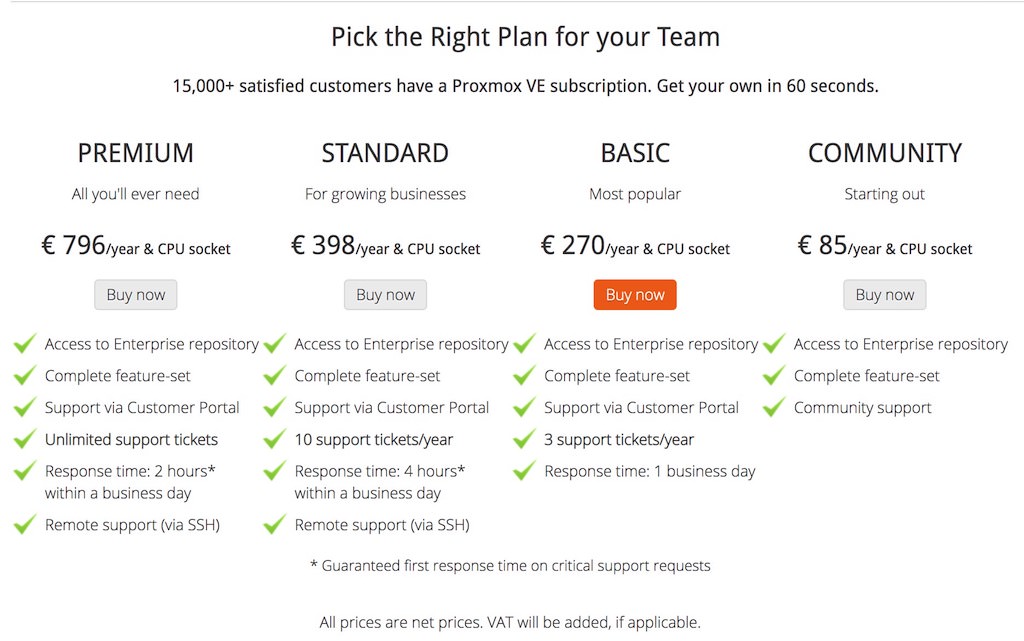 Pick the Right Plan for your Team
15,000+ satisfied customers have a Proxmox VE subscription. Get your own in 60 seconds.
PREMIUM
All you'll ever need
€ 796/year & CPU socket
Buy now
Access to Enterprise repository
Complete feature-set
Support via Customer Portal
Unlimited support tickets
Response time: 2 hours*
within a business day
Remote support (via SSH)
STANDARD
For growing businesses
€ 398/year & CPU socket
Buy now
Access to Enterprise repository
Complete feature-set
Support via Customer Portal
10 support tickets/year
Response time: 4 hours*
within a business day
Remote support (via SSH)
BASIC
Most popular
€ 270/year & CPU socket
Buy now
Access to Enterprise repository
Complete feature-set
Support via Customer Portal
3 support tickets/year
Response time: 1 business day
COMMUNITY
Starting out
€ 85/year & CPU socket
Buy now
Access to Enterprise repository
Complete feature-set
Community support
* Guaranteed first response time on critical support requests
All prices are net prices. VAT will be added, if applicable.